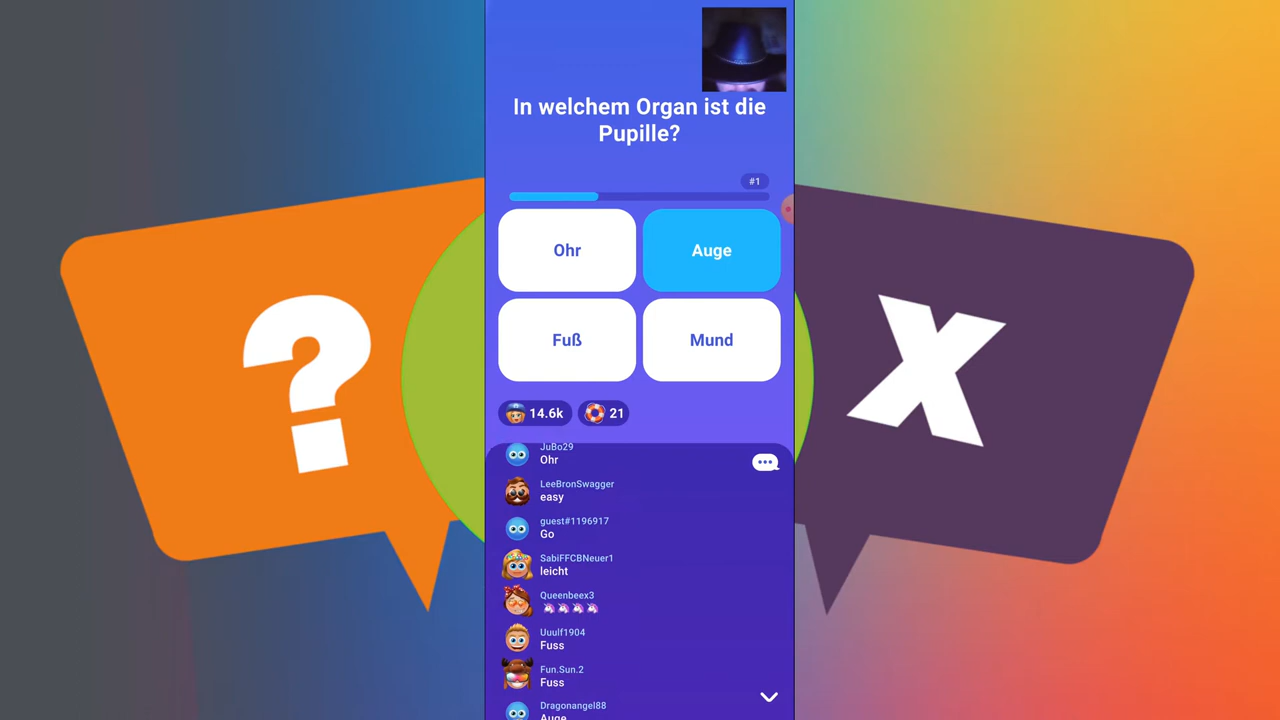 In welchem Organ ist die
Pupille?
#1
Ohr
Auge
Fuß
Mund
14.6k
21
JuBo29
Ohr
LeeBronSwagger
easy
guest#1196917
Go
SabiFFCBNeuer1
leicht
Queenbeex3
Uuulf1904
Fuss
Fun.Sun.2
Fuss
Dragonangel88
Auge
?
X